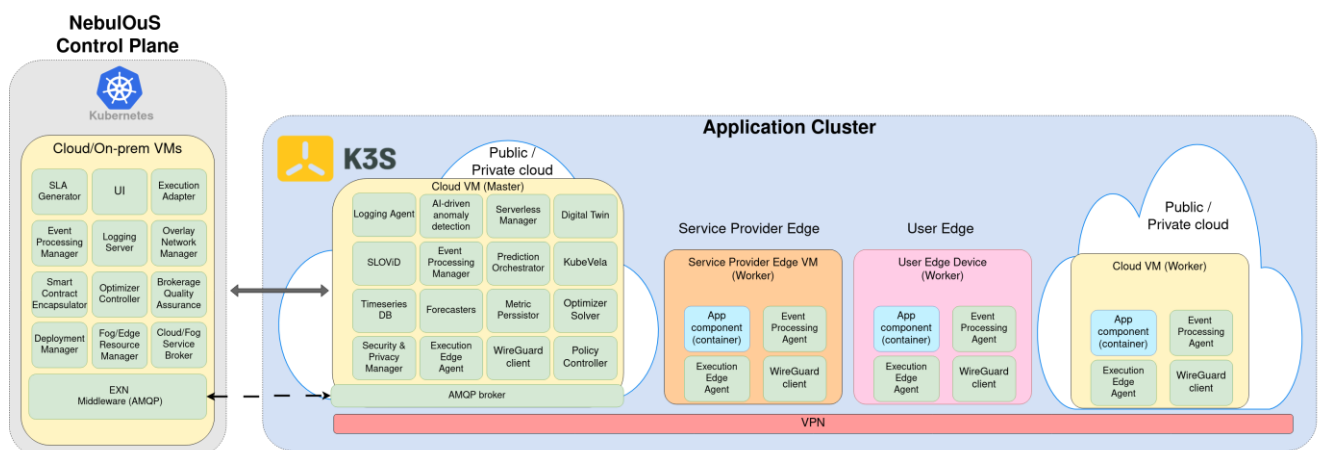 NebulOuS
Control Plane
Kubernetes
Cloud/On-prem VMs
SLA
Generator
UI
Execution
Adapter
Event
Processing
Manager
Logging
Server
Overlay
Network
Manager
Smart
Contract
Encapsulator
Optimizer
Controller
Brokerage
Quality
Assurance
Deployment
Manager
Fog/Edge
Resource
Manager
Cloud/Fog
Service
Broker
EXN
Middleware (AMQP)
Application Cluster
K3S
Public /
Private cloud
Cloud VM (Master)
Logging Agent
AI-driven
anomaly
detection
Serverless
Manager
Digital Twin
SLOViD
Event
Processing
Manager
Prediction
Orchestrator
KubeVela
Timeseries
DB
Forecasters
Metric
Perssistor
Optimizer
Solver
Security &
Privacy
Manager
Execution
Edge
Agent
WireGuard
client
Policy
Controller
AMQP broker
Service Provider Edge
Service Provider Edge VM
(Worker)
App
component
(container)
Event
Processing
Agent
Execution
Edge
Agent
WireGuard
client
User Edge
User Edge Device
(Worker)
App
component
(container)
Event
Processing
Agent
Execution
Edge
Agent
WireGuard
client
Public /
Private cloud
Cloud VM (Worker)
App
component
(container)
Event
Processing
Agent
Execution
Edge
Agent
WireGuard
client
VPN